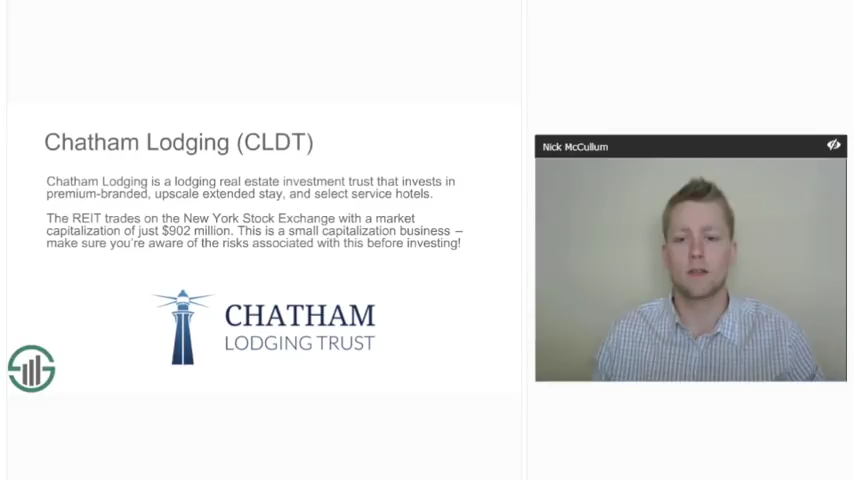 Chatham Lodging (CLDT)
Chatham Lodging is a lodging real estate investment trust that invests in
premium-branded, upscale extended stay, and select service hotels.
The REIT trades on the New York Stock Exchange with a market
capitalization of just $902 million. This is a small capitalization business –
make sure you're aware of the risks associated with this before investing!
CHATHAM
LODGING TRUST
Nick McCullum